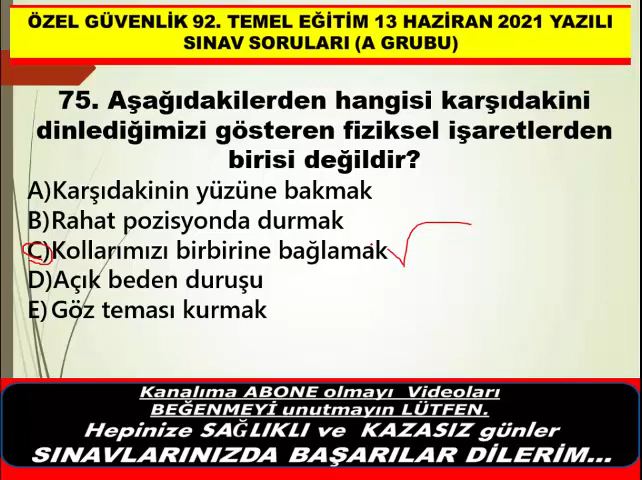 ÖZEL GÜVENLİK 92. TEMEL EĞİTİM 13 HAZİRAN 2021 YAZILI
SINAV SORULARI (A GRUBU)
75. Aşağıdakilerden hangisi karşıdakini
dinlediğimizi gösteren fiziksel işaretlerden
birisi değildir?
A)Karşıdakinin yüzüne bakmak
B)Rahat pozisyonda durmak
C)Kollarımızı birbirine bağlamak
D)Açık beden duruşu
E)Göz teması kurmak
Kanalıma ABONE olmayı Videoları
BEĞENMEYİ unutmayın LÜTFEN.
Hepinize SAĞLIKLI ve KAZASIZ günler
SINAVLARINIZDA BAŞARILAR DİLERİM...